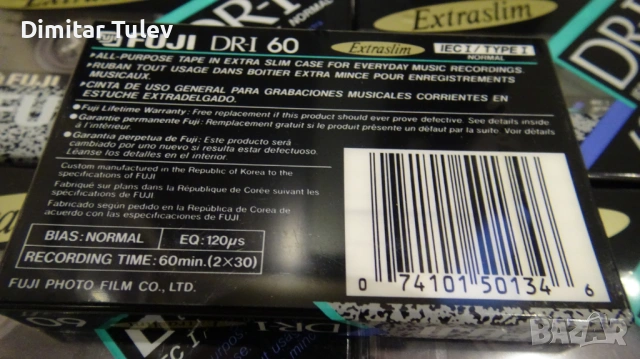 Dimitar Tulev
Extraslim
FUJI DR-I 60
Extraslim
IEC I / TYPE I
NORMAL
▸ALL-PURPOSE TAPE IN EXTRA SLIM CASE FOR EVERYDAY MUSIC RECORDINGS.
▸RUBAN TOUT USAGE DANS BOITIER EXTRA MINCE POUR ENREGISTREMENTS
MUSICAUX.
▸CINTA DE USO GENERAL PARA GRABACIONES MUSICALES CORRIENTES EN
ESTUCHE EXTRADELGADO.
●Fuji Lifetime Warranty: Free replacement if this product should ever prove defective. See details inside
●Garantie permanente Fuji: Remplacement gratuit si le produit présente un défaut par la suite. Voir détails
à l'intérieur.
●Garantía perpetua de Fuji: Este producto será
cambiado por uno nuevo si resulta estar defectuoso.
Léanse los detalles en el interior.
Custom manufactured in the Republic of Korea to the
specifications of FUJI
Fabriqué sur plans dans la République de Corée suivant les
spécifications de FUJI
Fabricado según pedido en la República de Corea de
acuerdo con las especificaciones de FUJI
BIAS: NORMAL
EQ: 120μs
RECORDING TIME: 60min. (2×30)
FUJI PHOTO FILM CO., LTD.
0 74101 50134 6
FUJI
Extraslim
DR-I
NORMAL
60
DR-I
Bazar